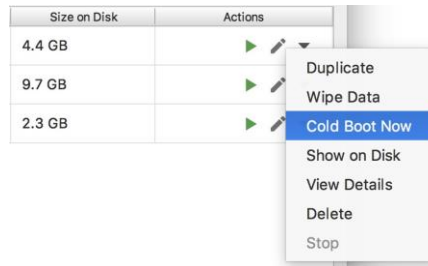 Size on Disk Actions
4.4 GB
9.7 GB
2.3 GB
Duplicate
Wipe Data
Cold Boot Now
Show on Disk
View Details
Delete
Stop